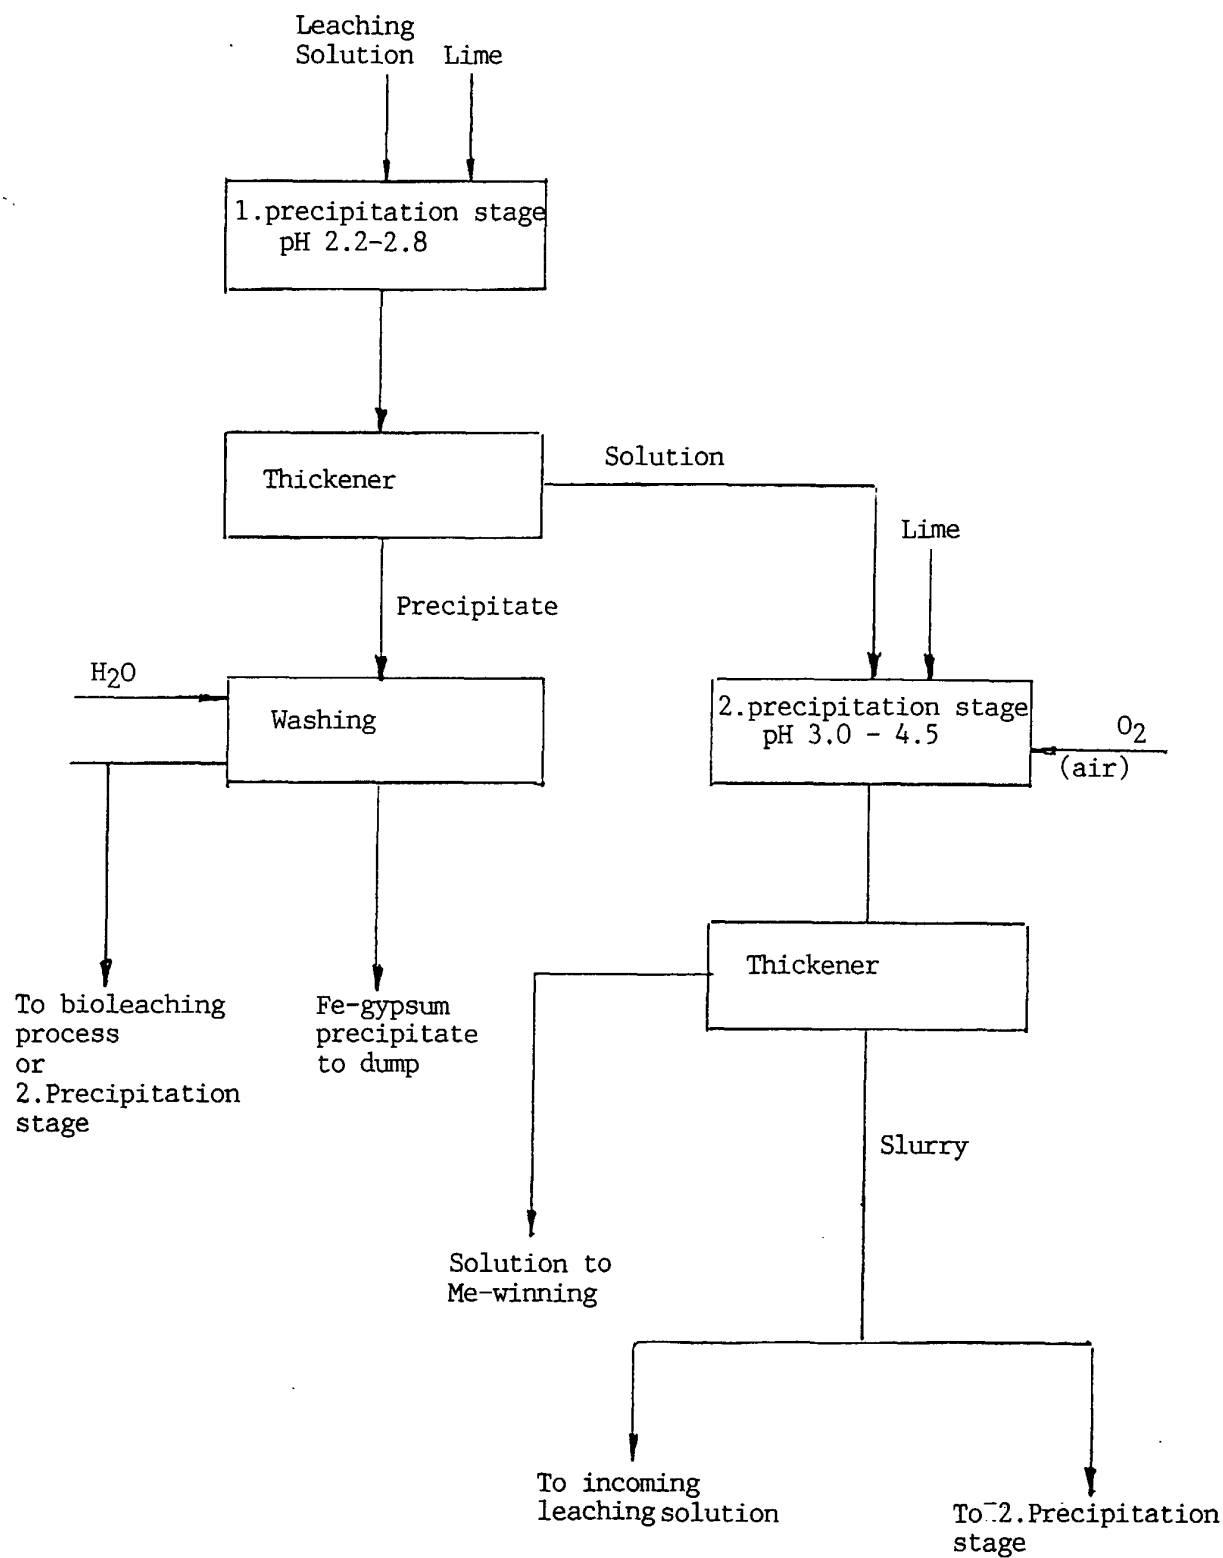 Leaching
Solution
Lime
1.precipitation stage
pH 2.2-2.8
Thickener
Solution
Lime
Precipitate
H2O
Washing
2.precipitation stage
pH 3.0 - 4.5
O2
(air)
Thickener
To bioleaching
process
or
2.Precipitation
stage
Fe-gypsum
precipitate
to dump
Slurry
Solution to
Me-winning
To incoming
leaching solution
To 2.Precipitation
stage